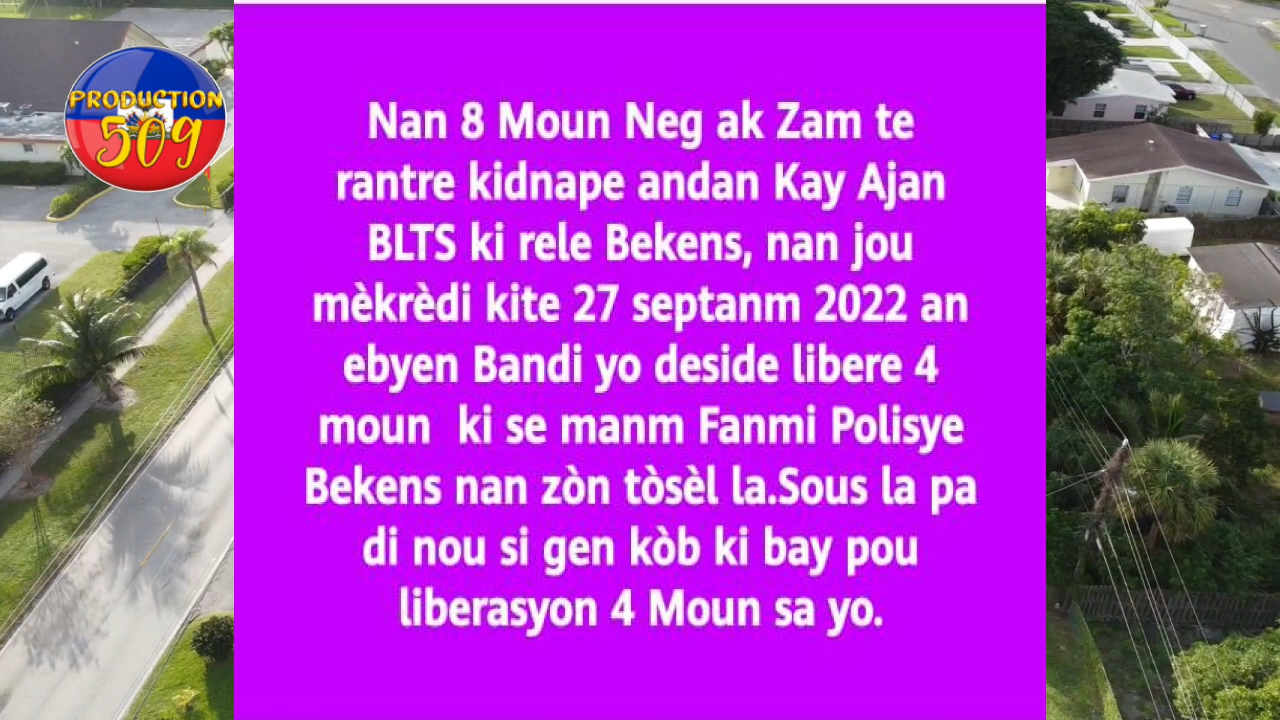 PRODUCTION
509
Nan 8 Moun Neg ak Zam te
rantre kidnape andan Kay Ajan
BLTS ki rele Bekens, nan jou
mèkrèdi kite 27 septanm 2022 an
ebyen Bandi yo deside libere 4
moun  ki se manm Fanmi Polisye
Bekens nan zòn tòsèl la.Sous la pa
di nou si gen kòb ki bay pou
liberasyon 4 Moun sa yo.